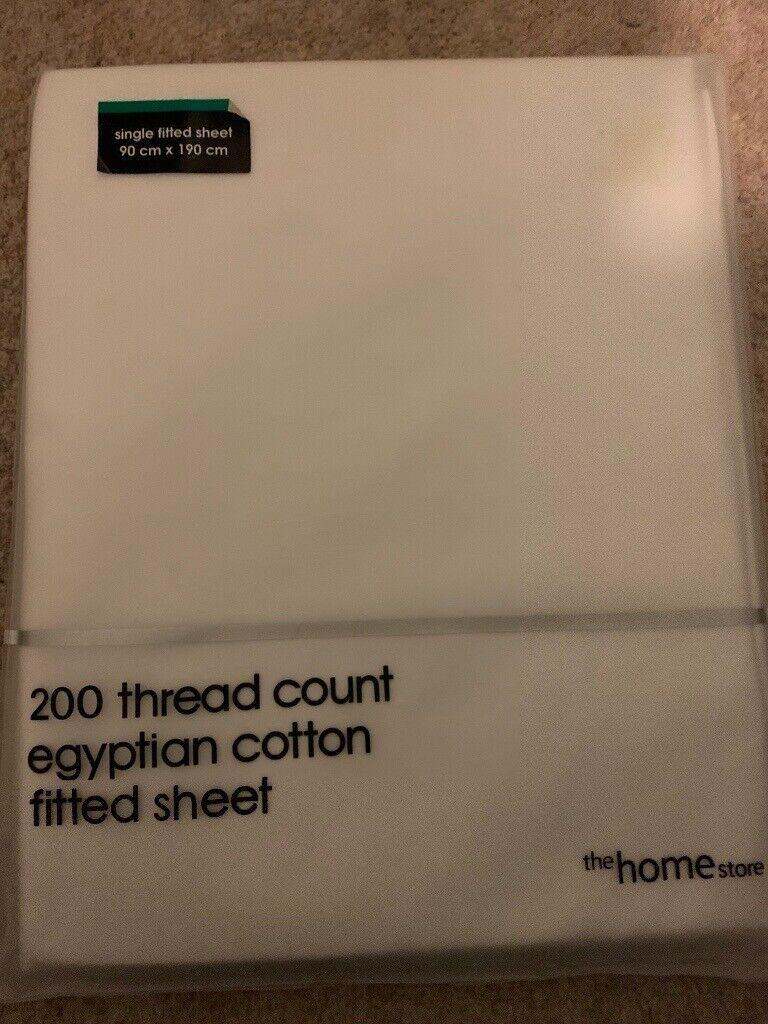 single fitted sheet
90 cm x 190 cm
200 thread count
egyptian cotton
fitted sheet
the home store